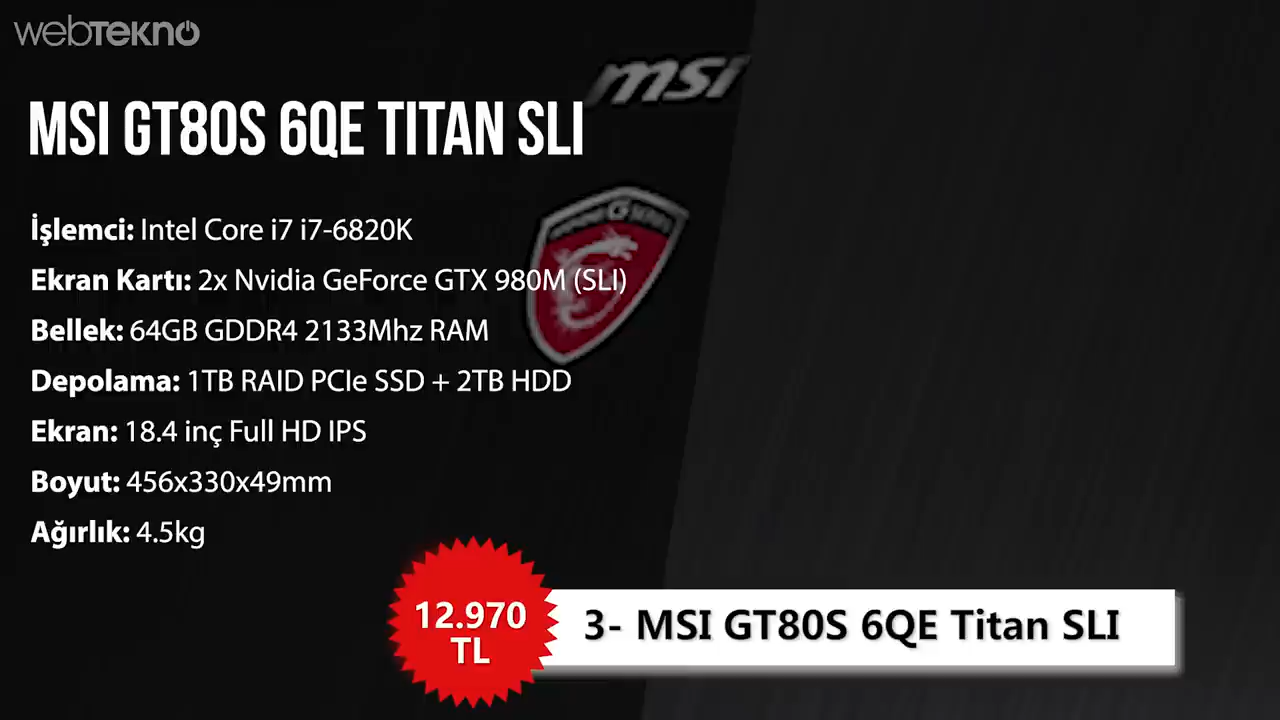 webTEKNO
msi
MSI GT80S 6QE TITAN SLI
GAMING G SERIES
İşlemci: Intel Core i7 i7-6820K
Ekran Kartı: 2x Nvidia GeForce GTX 980M (SLI)
Bellek: 64GB GDDR4 2133Mhz RAM
Depolama: 1TB RAID PCIe SSD + 2TB HDD
Ekran: 18.4 inç Full HD IPS
Boyut: 456x330x49mm
Ağırlık: 4.5kg
12.970
TL
3- MSI GT80S 6QE Titan SLI